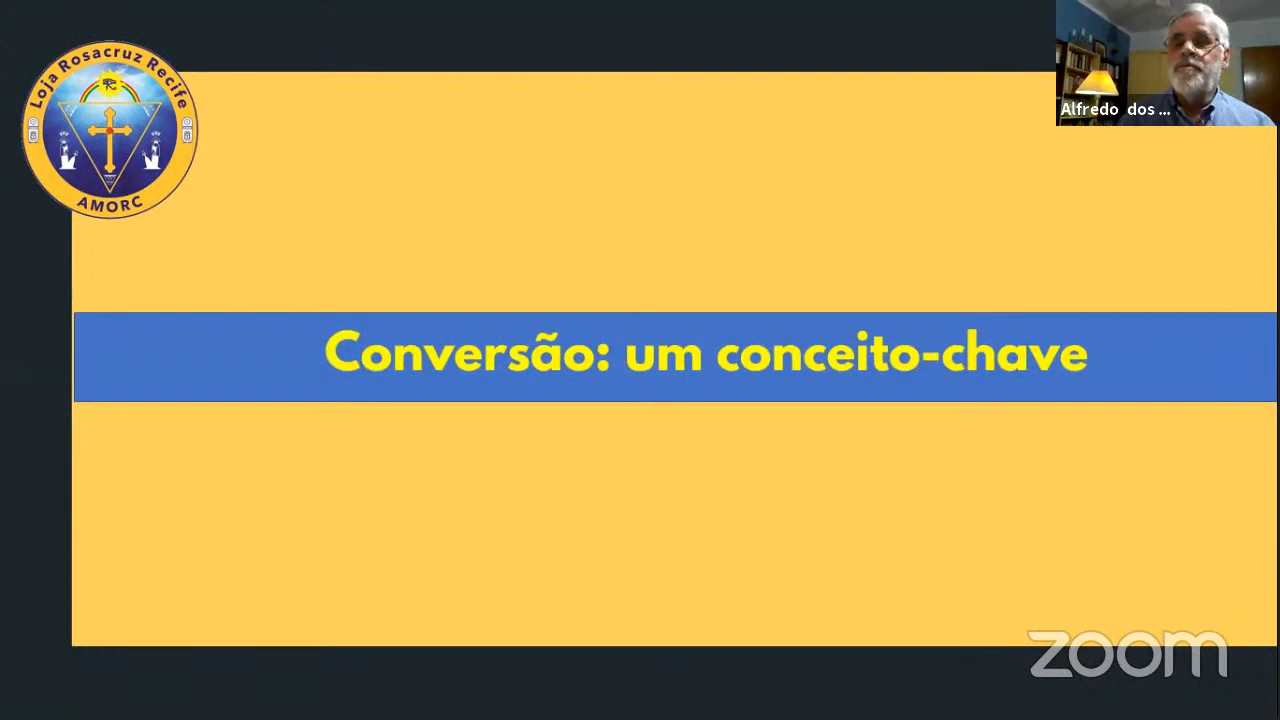 Loja Rosacruz Recife
AMORC
Alfredo dos ...
Conversão: um conceito-chave
zoom